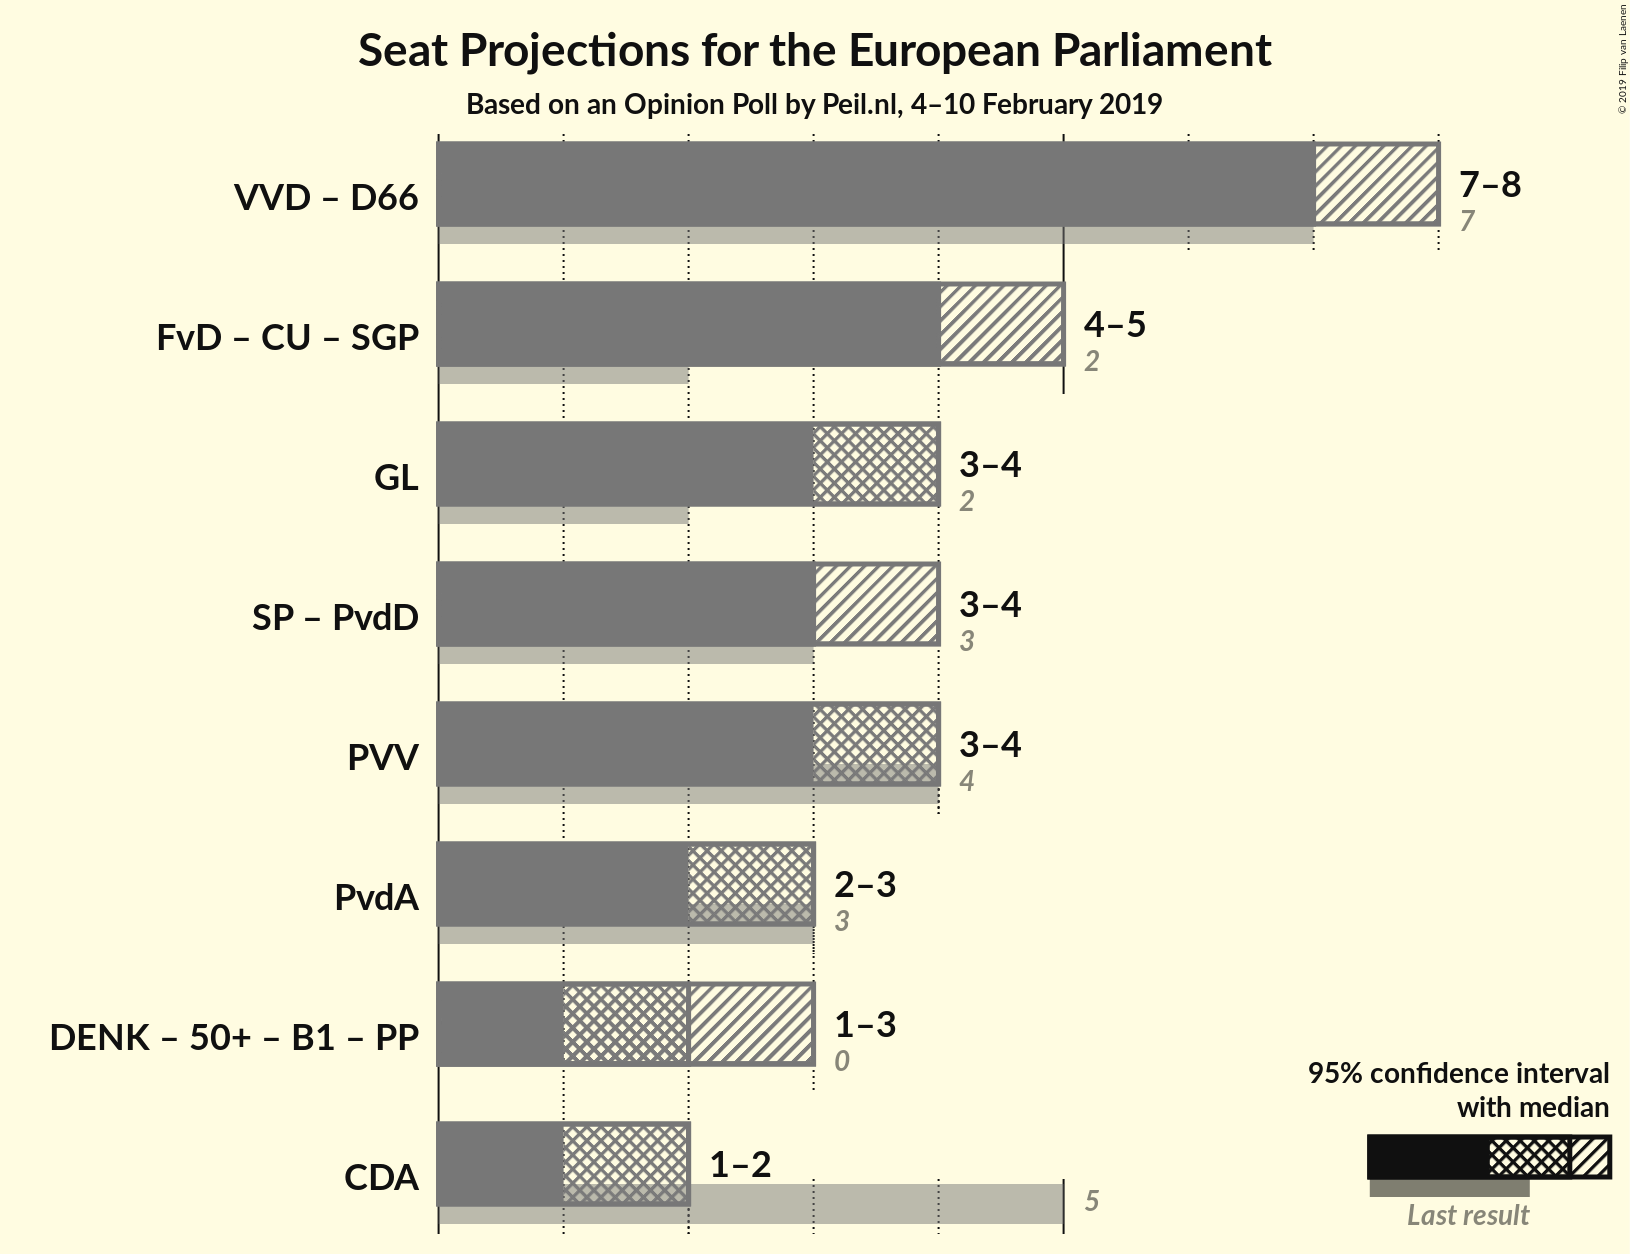 Seat Projections for the European Parliament
Based on an Opinion Poll by Peil.nl, 4–10 February 2019
© 2019 Filip van Laenen
VVD – D66
7–8
7
FvD – CU – SGP
4–5
2
GL
3–4
2
SP – PvdD
3–4
3
PVV
3–4
4
PvdA
2–3
3
DENK – 50+ – B1 – PP
1–3
0
CDA
1–2
5
95% confidence interval
with median
Last result